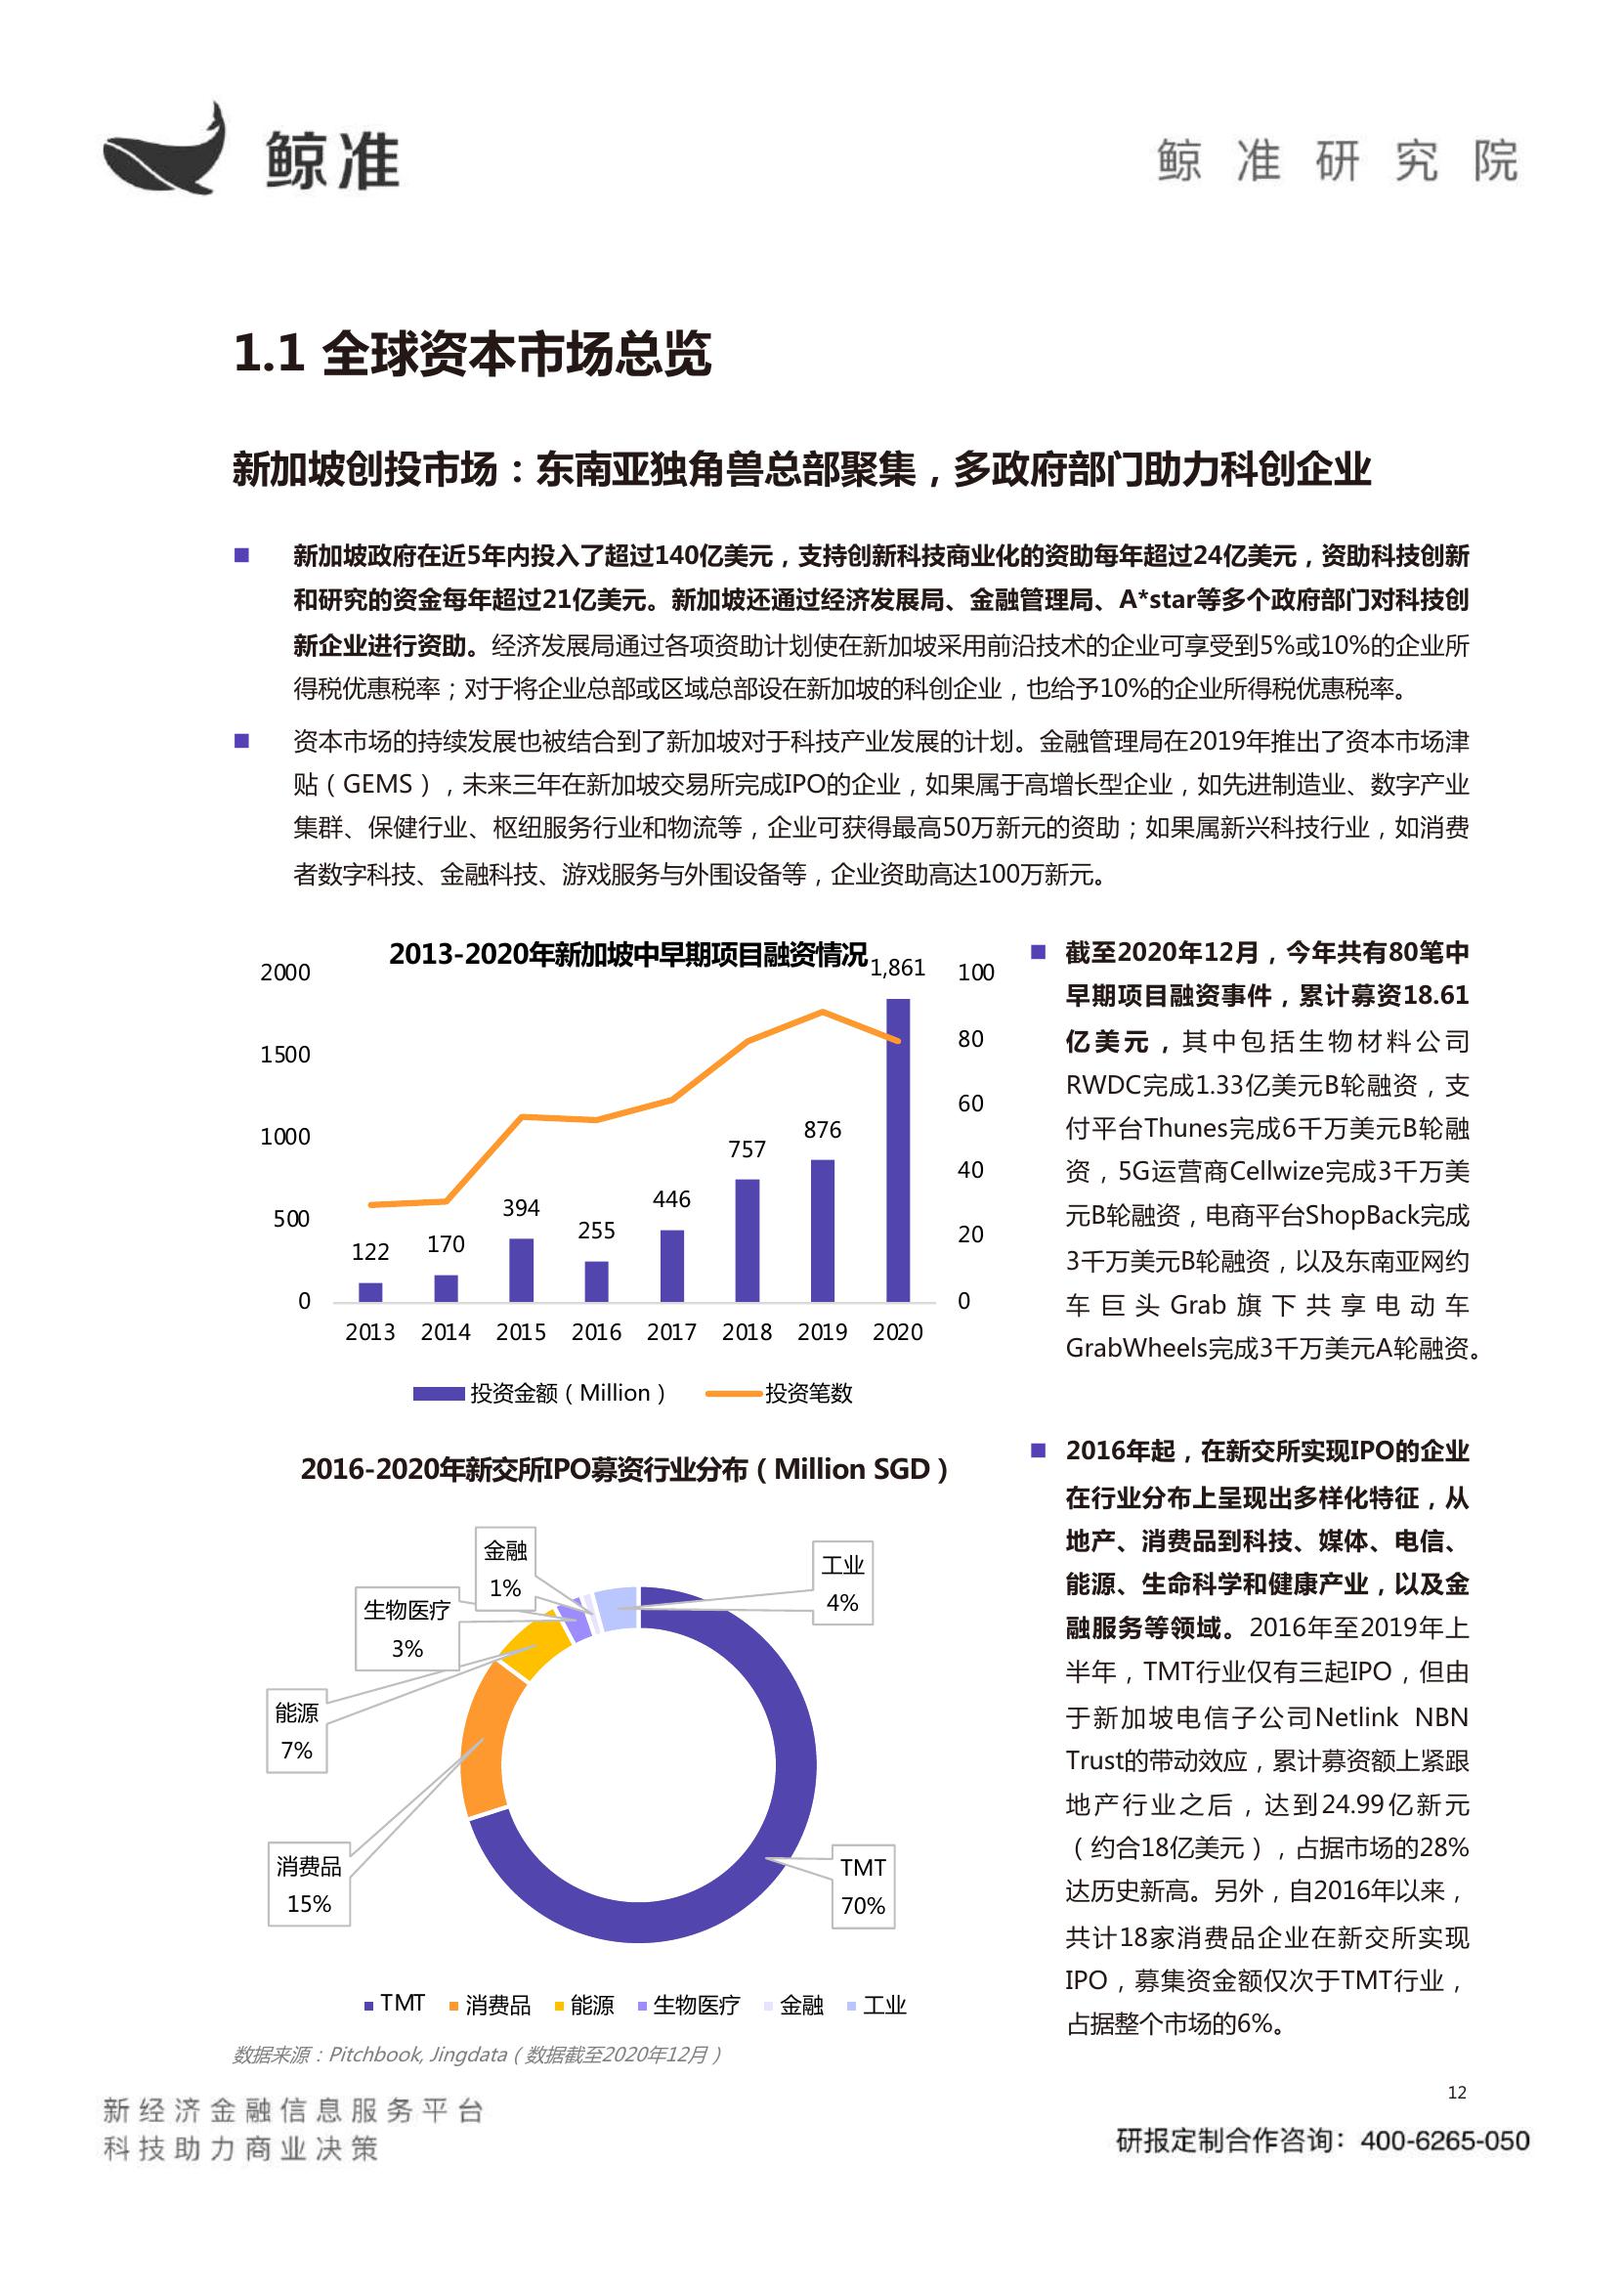 鲸准
鲸准研究院
1.1 全球资本市场总览
新加坡创投市场：东南亚独角兽总部聚集，多政府部门助力科创企业
■ 新加坡政府在近5年内投入了超过140亿美元，支持创新科技商业化的资助每年超过24亿美元，资助科技创新
和研究的资金每年超过21亿美元。新加坡还通过经济发展局、金融管理局、A*star等多个政府部门对科技创
新企业进行资助。经济发展局通过各项资助计划使在新加坡采用前沿技术的企业可享受到5%或10%的企业所
得税优惠税率；对于将企业总部或区域总部设在新加坡的科创企业，也给予10%的企业所得税优惠税率。
■ 资本市场的持续发展也被结合到了新加坡对于科技产业发展的计划。金融管理局在2019年推出了资本市场津
贴（GEMS），未来三年在新加坡交易所完成IPO的企业，如果属于高增长型企业，如先进制造业、数字产业
集群、保健行业、枢纽服务行业和物流等，企业可获得最高50万新元的资助；如果属新兴科技行业，如消费
者数字科技、金融科技、游戏服务与外围设备等，企业资助高达100万新元。
2013-2020年新加坡中早期项目融资情况
2000
1500
1000
500
0
100
80
60
40
20
0
122
170
394
255
446
757
876
1,861
2013 2014 2015 2016 2017 2018 2019 2020
投资金额（Million） 投资笔数
■ 截至2020年12月，今年共有80笔中
早期项目融资事件，累计募资18.61
亿美元，其中包括生物材料公司
RWDC完成1.33亿美元B轮融资，支
付平台Thunes完成6千万美元B轮融
资，5G运营商Cellwize完成3千万美
元B轮融资，电商平台ShopBack完成
3千万美元B轮融资，以及东南亚网约
车巨头Grab旗下共享电动车
GrabWheels完成3千万美元A轮融资。
2016-2020年新交所IPO募资行业分布（Million SGD）
金融
1%
工业
4%
生物医疗
3%
能源
7%
消费品
15%
TMT
70%
TMT 消费品 能源 生物医疗 金融 工业
■ 2016年起，在新交所实现IPO的企业
在行业分布上呈现出多样化特征，从
地产、消费品到科技、媒体、电信、
能源、生命科学和健康产业，以及金
融服务等领域。2016年至2019年上
半年，TMT行业仅有三起IPO，但由
于新加坡电信子公司Netlink NBN
Trust的带动效应，累计募资额上紧跟
地产行业之后，达到24.99亿新元
（约合18亿美元），占据市场的28%
达历史新高。另外，自2016年以来，
共计18家消费品企业在新交所实现
IPO，募集资金额仅次于TMT行业，
占据整个市场的6%。
数据来源：Pitchbook, Jingdata（数据截至2020年12月）
12
新经济金融信息服务平台
科技助力商业决策
研报定制合作咨询：400-6265-050